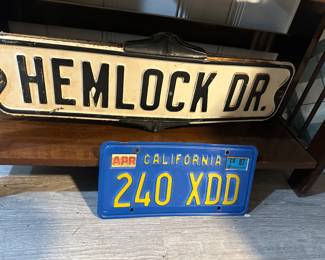 HEMLOCK DR.
APR CALIFORNIA
240 XDD